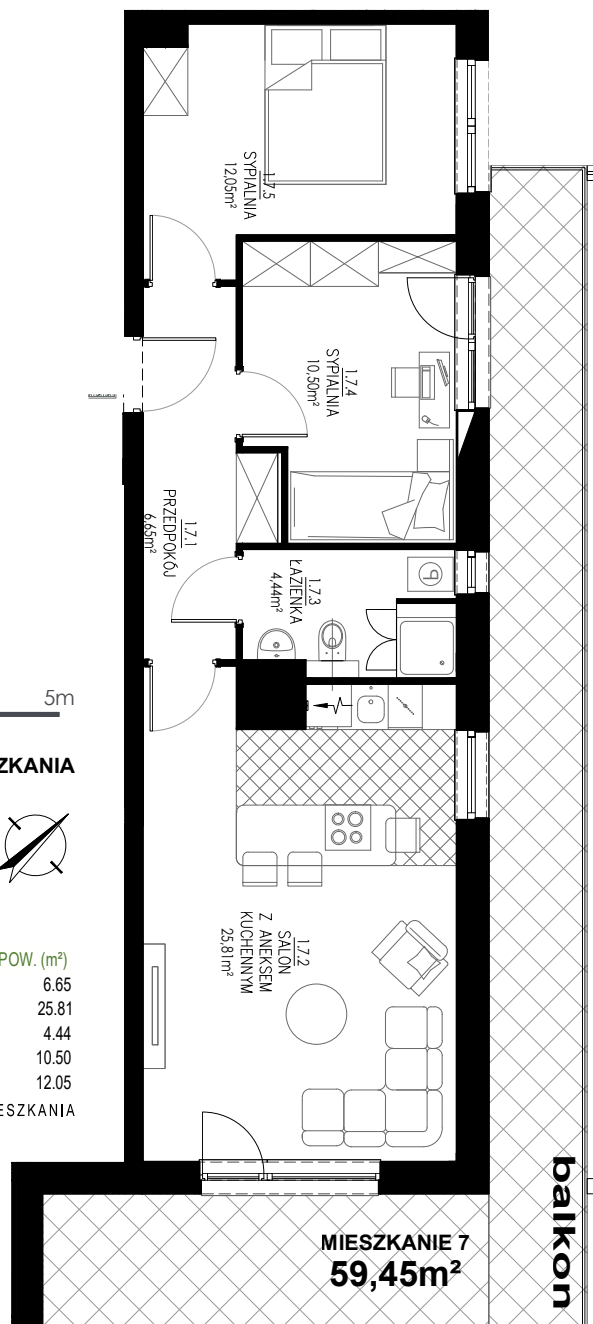 1.7.5
SYPIALNIA
12,05m²
1.7.4
SYPIALNIA
10,50m²
1.7.1
PRZEDPOKÓJ
6,65m²
1.7.3
ŁAZIENKA
4,44m²
1.7.2
SALON
Z ANEKSEM
KUCHENNYM
25,81m²
5m
ZKANIA
POW. (m²)
6.65
25.81
4.44
10.50
12.05
ESZKANIA
MIESZKANIE 7
59,45m²
balkon